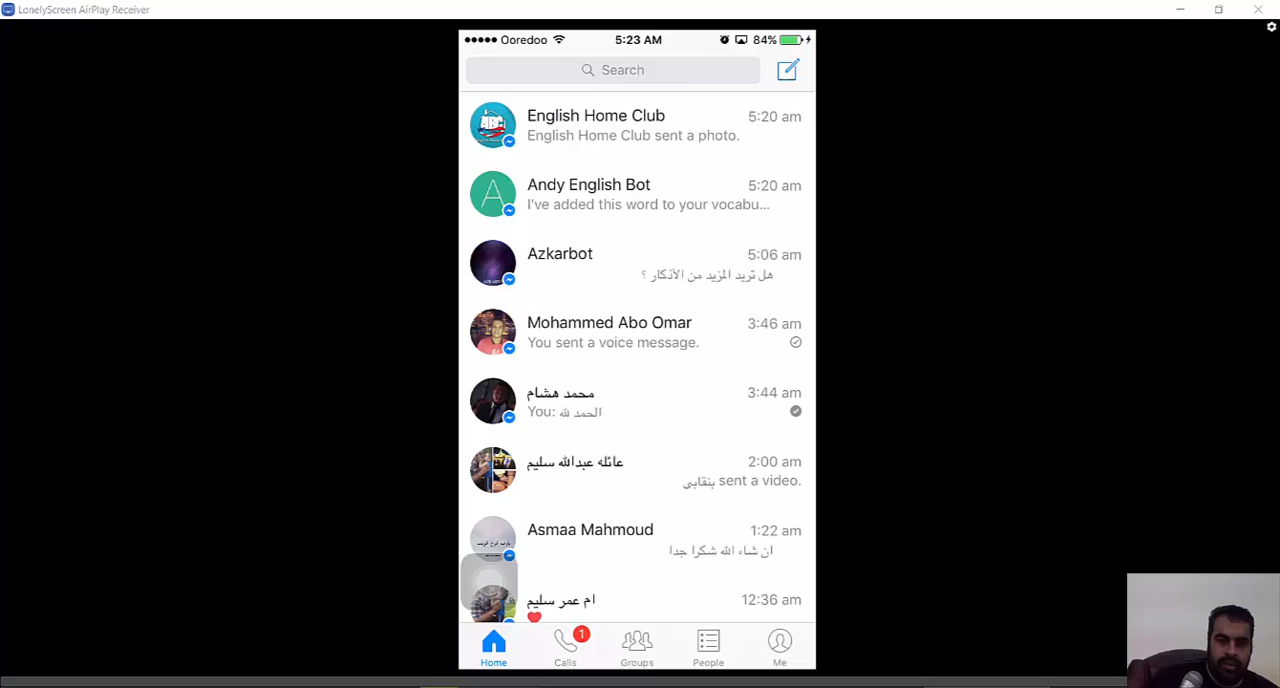 LonelyScreen AirPlay Receiver
Ooredoo 5:23 AM 84%
Search
English Home Club 5:20 am
English Home Club sent a photo.
Andy English Bot 5:20 am
I've added this word to your vocabu...
Azkarbot 5:06 am
هل تريد المزيد من الأذكار ؟
Mohammed Abo Omar 3:46 am
You sent a voice message.
محمد هشام 3:44 am
You: الحمد لله
عائله عبدالله سليم 2:00 am
بنقابى sent a video.
Asmaa Mahmoud 1:22 am
ان شاء الله شكرا جدا
ام عمر سليم 12:36 am
1
Home Calls Groups People Me
ABC
A